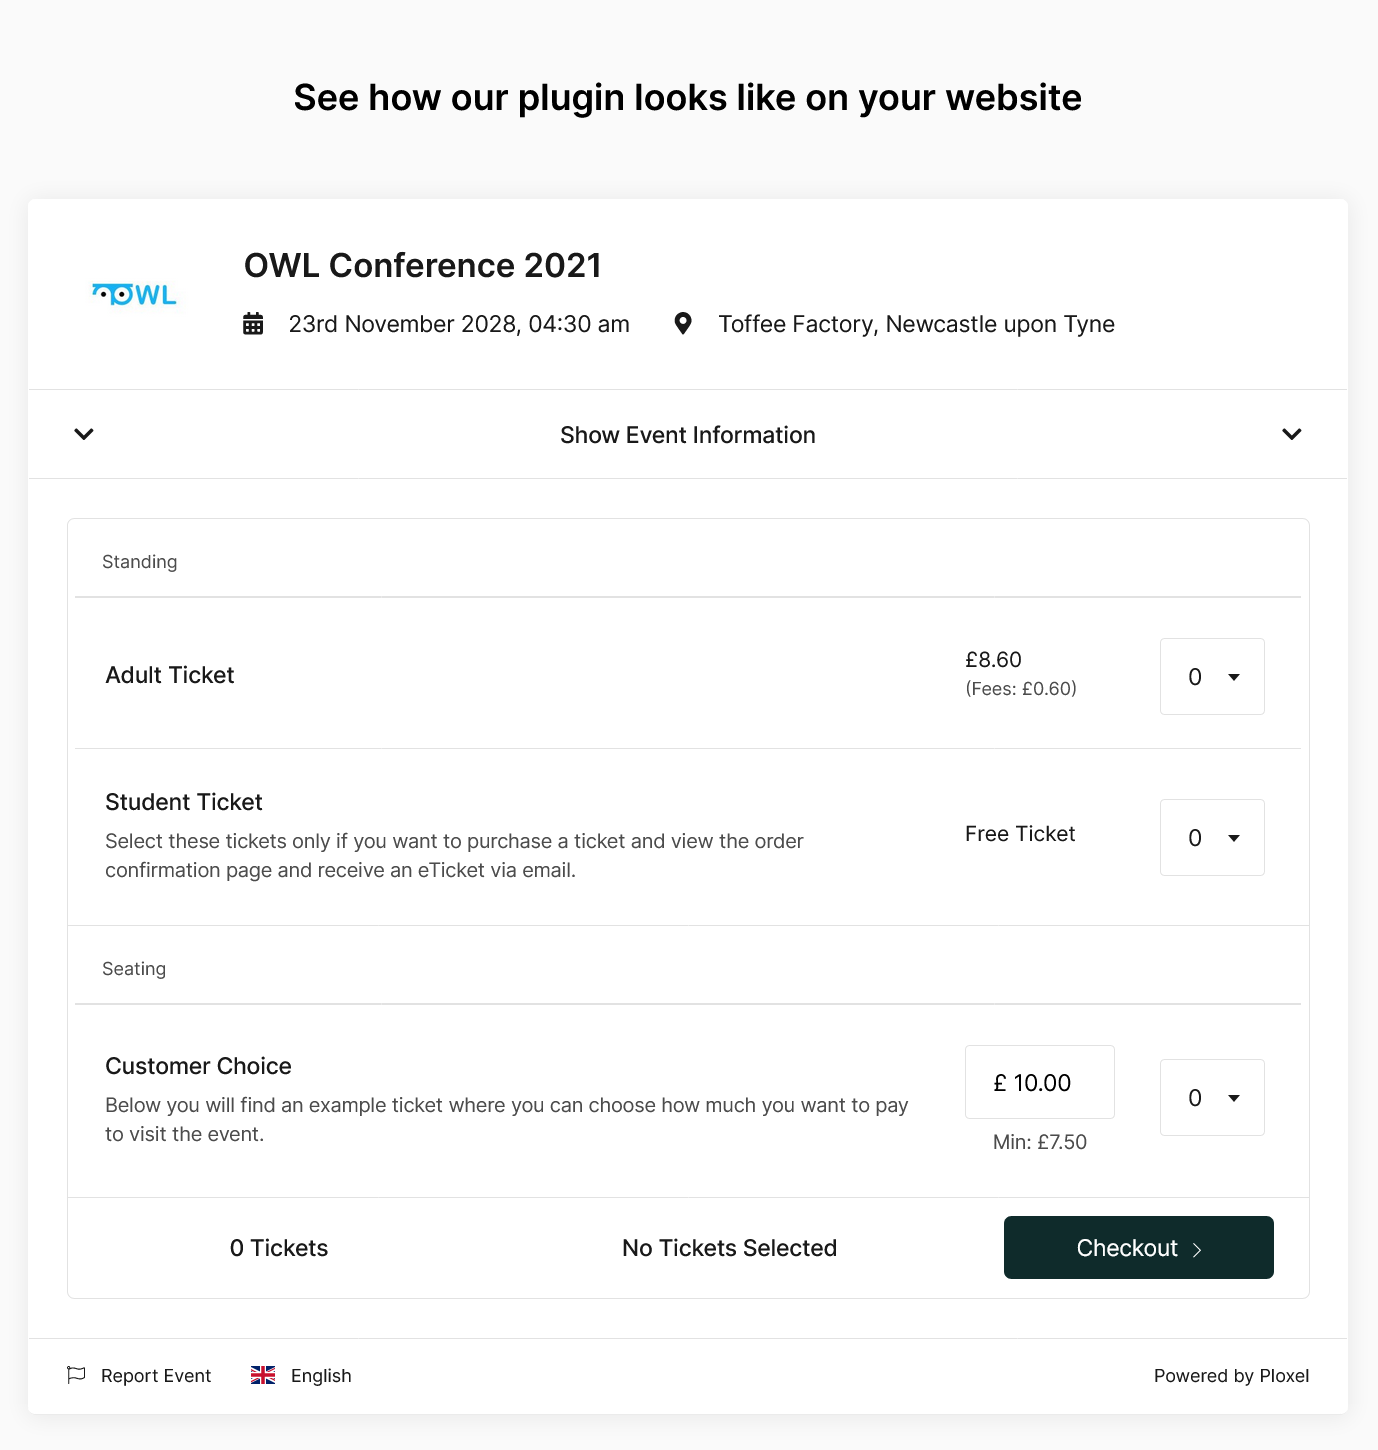 See how our plugin looks like on your website
OWL
OWL Conference 2021
23rd November 2028, 04:30 am
Toffee Factory, Newcastle upon Tyne
Show Event Information
Standing
Adult Ticket
£8.60
(Fees: £0.60)
0
Student Ticket
Select these tickets only if you want to purchase a ticket and view the order
confirmation page and receive an eTicket via email.
Free Ticket
0
Seating
Customer Choice
Below you will find an example ticket where you can choose how much you want to pay
to visit the event.
£ 10.00
Min: £7.50
0
0 Tickets
No Tickets Selected
Checkout
Report Event
English
Powered by Ploxel